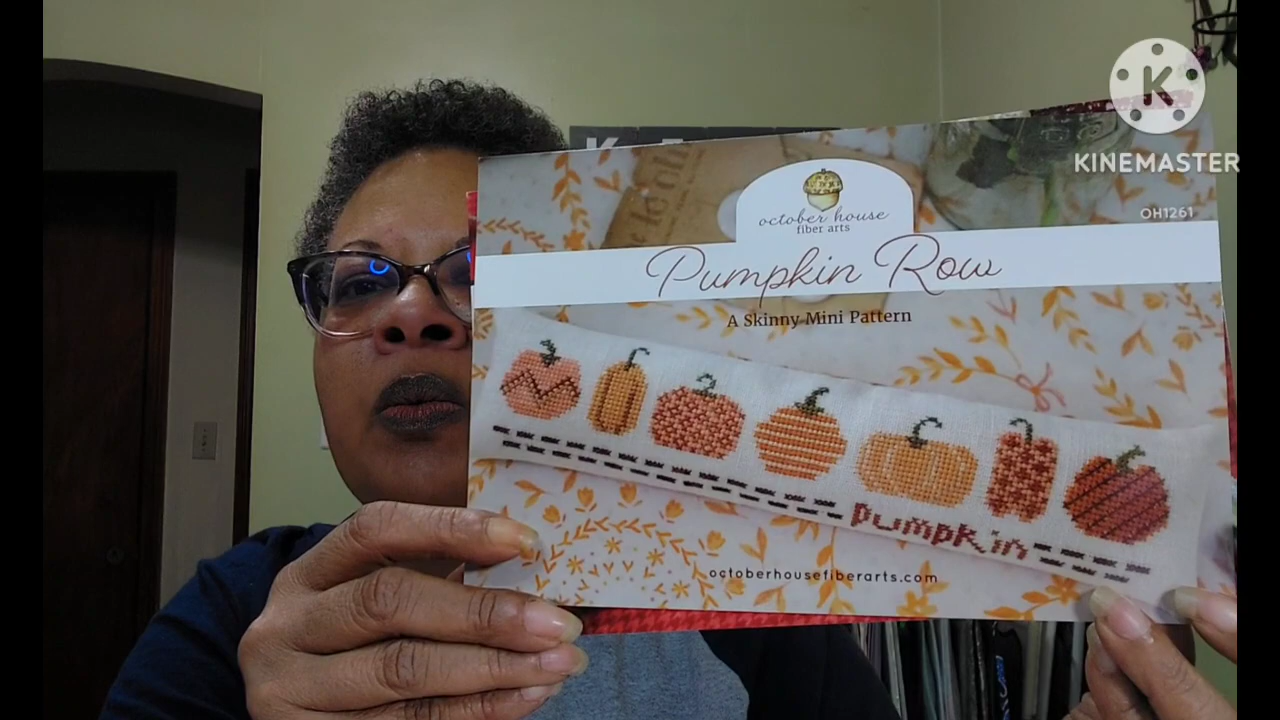 KINEMASTER
OH1261
october house
fiber arts
Pumpkin Row
A Skinny Mini Pattern
pumpkin
octoberhousefiberarts.com